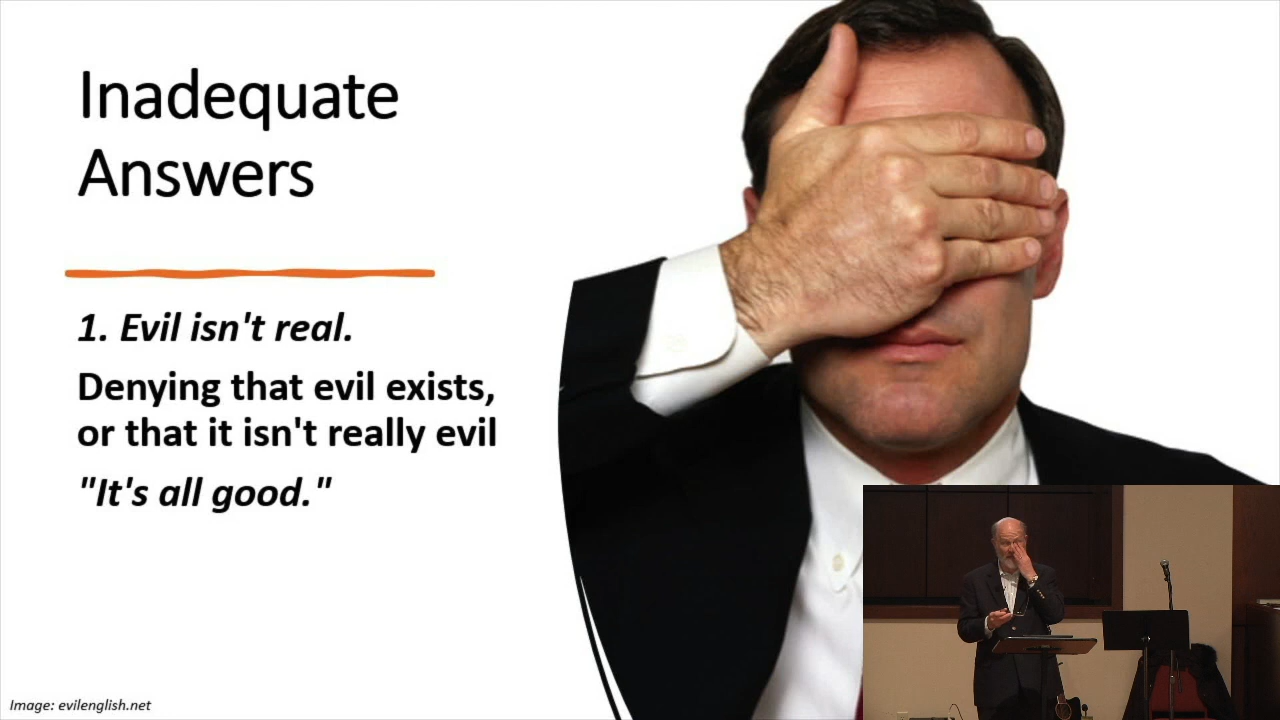 Inadequate
Answers
1. Evil isn't real.
Denying that evil exists,
or that it isn't really evil
"It's all good."
Image: evilenglish.net